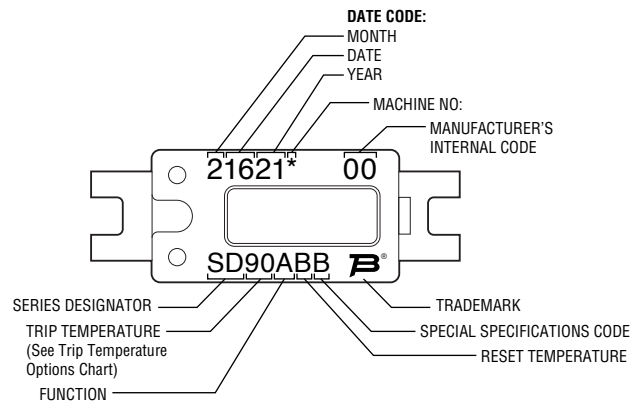 DATE CODE:
MONTH
DATE
YEAR
MACHINE NO:
MANUFACTURER'S
INTERNAL CODE
21621* 00
SD90ABB B®
SERIES DESIGNATOR
TRADEMARK
TRIP TEMPERATURE
(See Trip Temperature
Options Chart)
SPECIAL SPECIFICATIONS CODE
RESET TEMPERATURE
FUNCTION